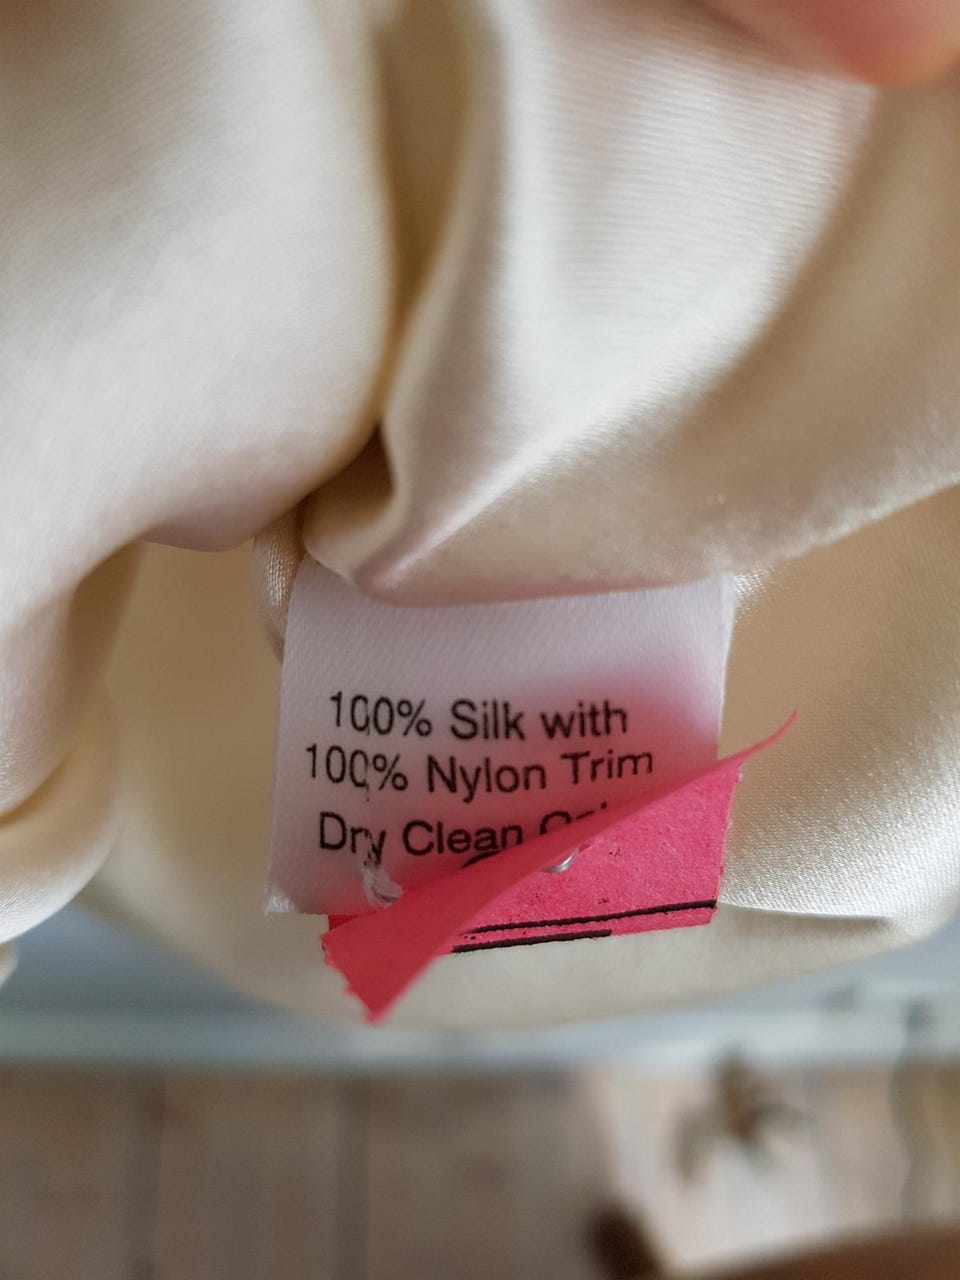 100% Silk with
100% Nylon Trim
Dry Clean